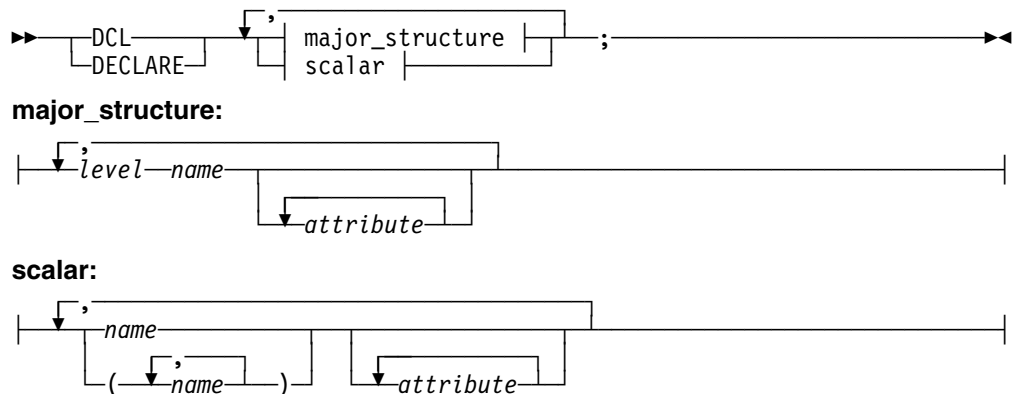 ,
DCL major_structure ;
DECLARE scalar
major_structure:
,
level name
attribute
scalar:
,
name
,
( name ) attribute